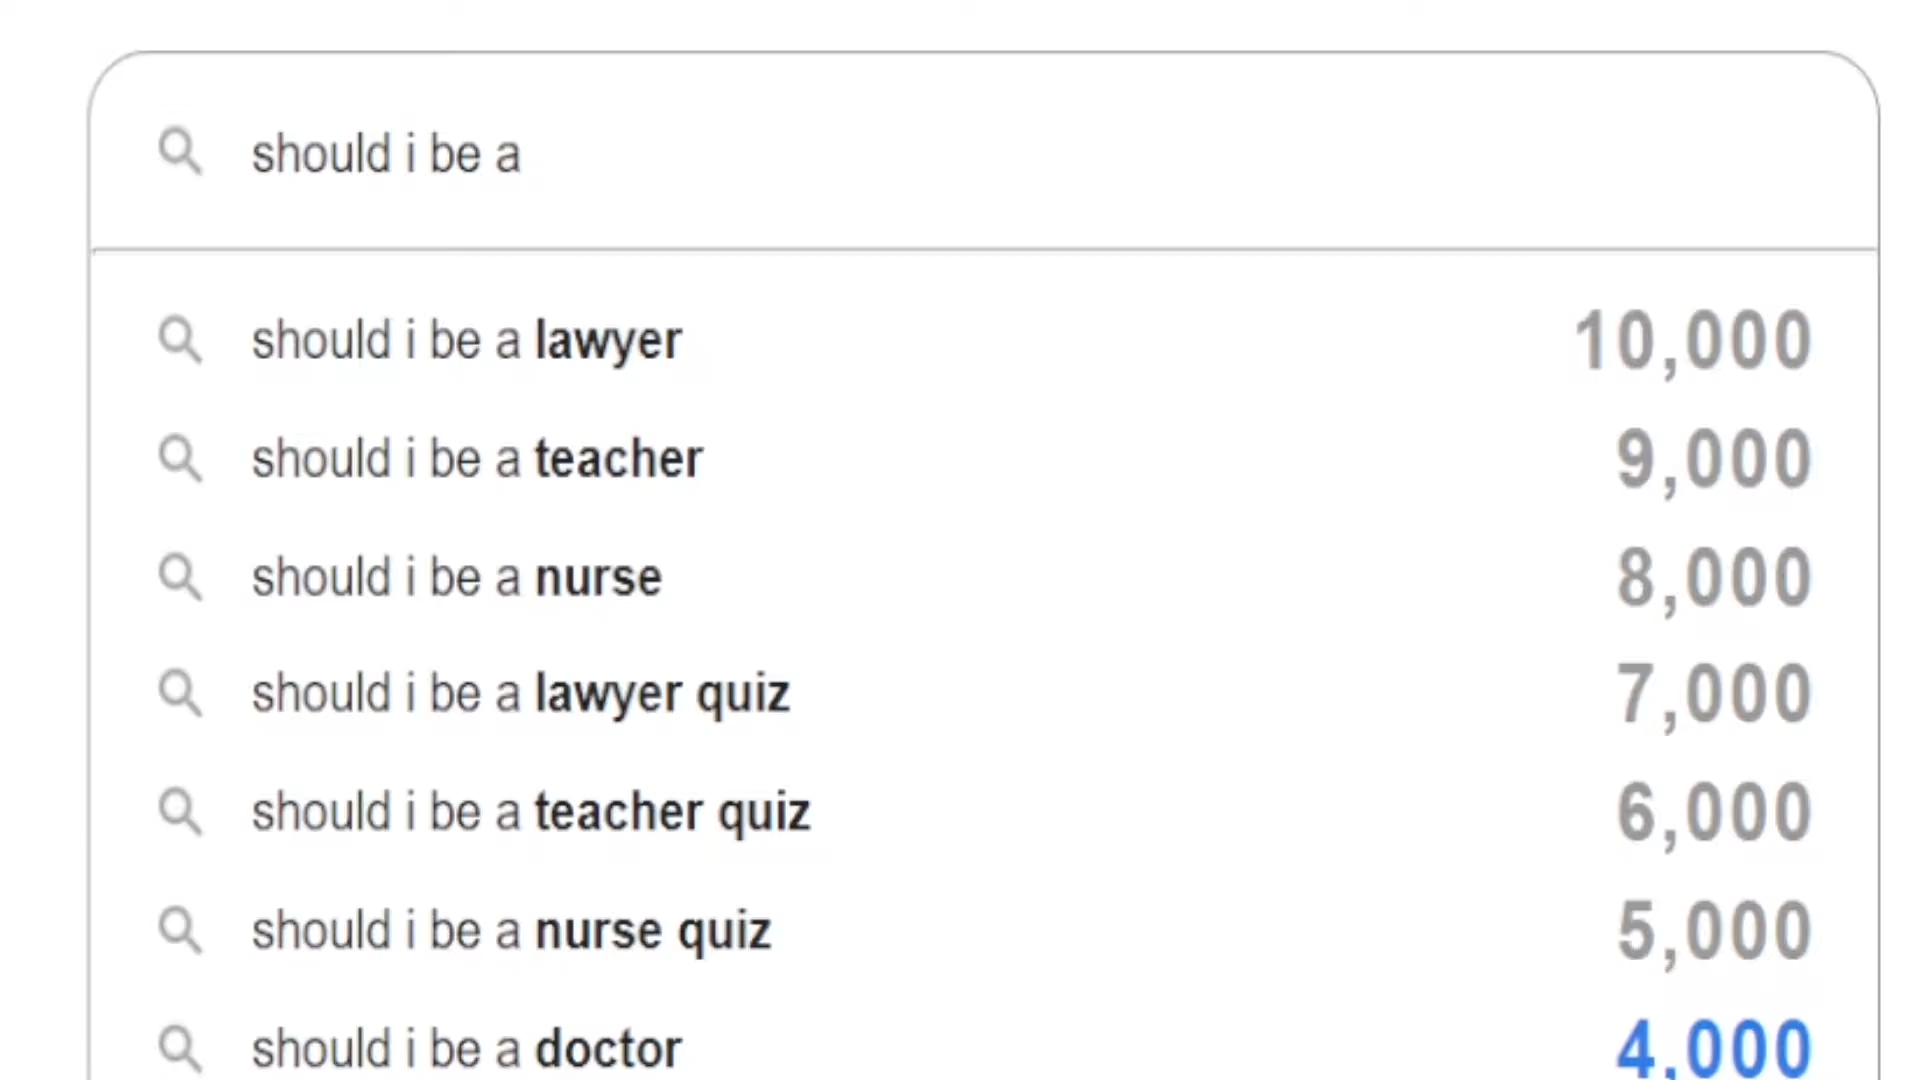 should i be a
should i be a lawyer 10,000
should i be a teacher 9,000
should i be a nurse 8,000
should i be a lawyer quiz 7,000
should i be a teacher quiz 6,000
should i be a nurse quiz 5,000
should i be a doctor 4,000